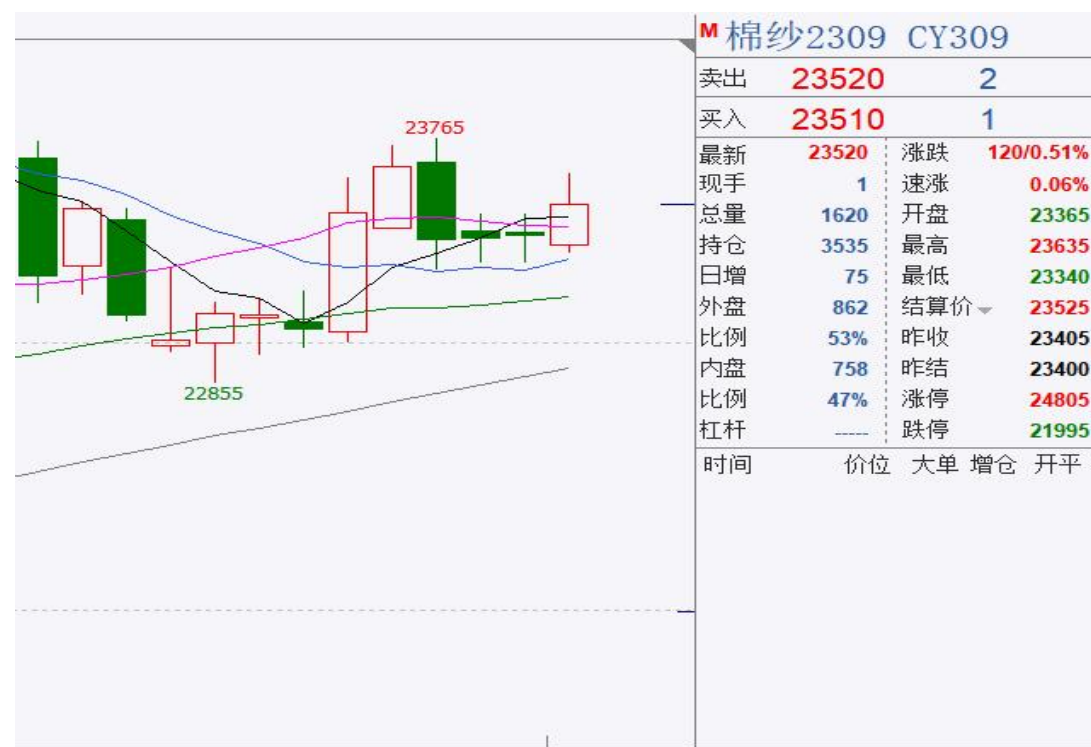 M 棉纱2309 CY309
卖出 23520 2
买入 23510 1
最新 23520 涨跌 120/0.51%
现手 1 速涨 0.06%
总量 1620 开盘 23365
持仓 3535 最高 23635
日增 75 最低 23340
外盘 862 结算价 23525
比例 53% 昨收 23405
内盘 758 昨结 23400
比例 47% 涨停 24805
杠杆 ----- 跌停 21995
时间 价位 大单 增仓 开平
23765
22855